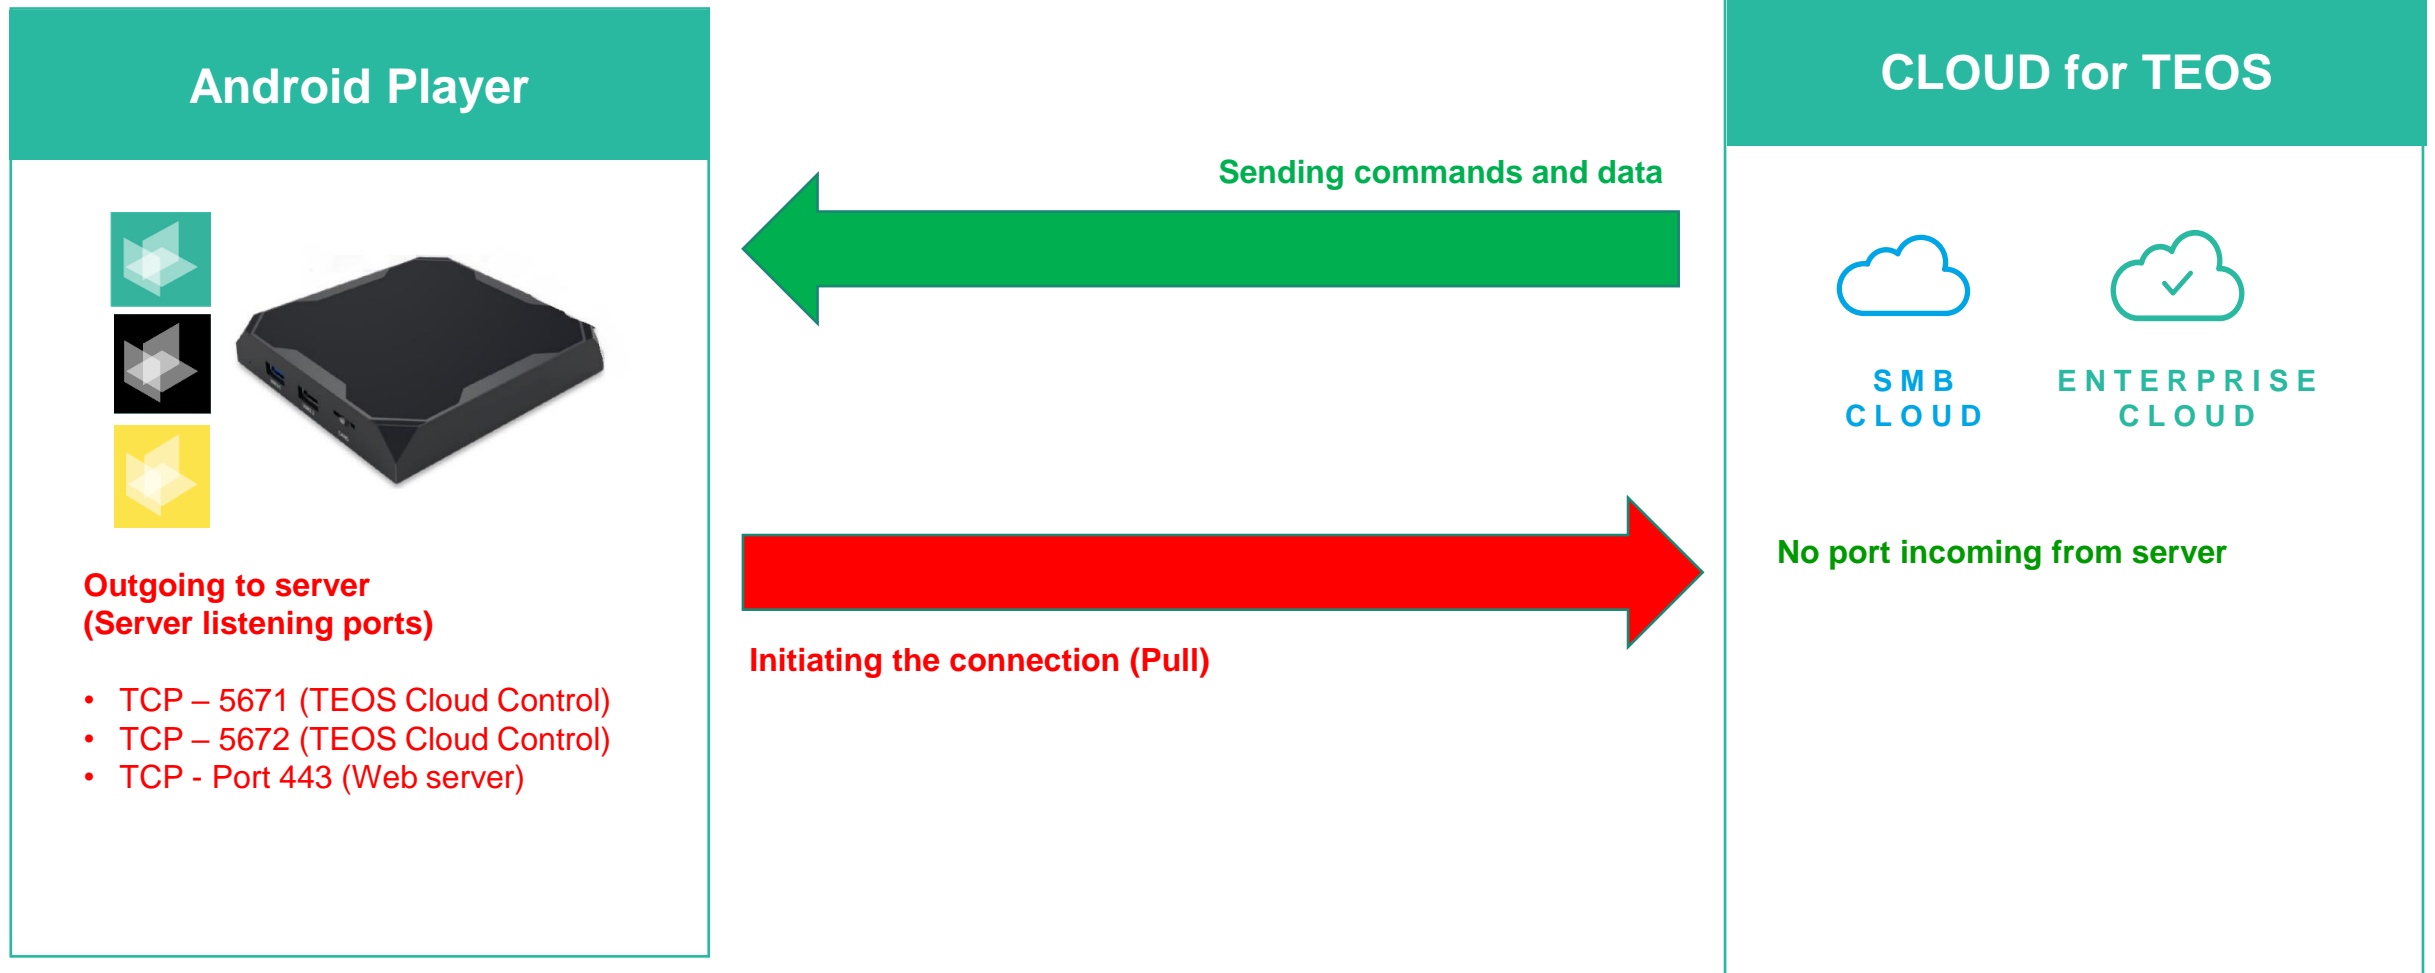 Android Player
CLOUD for TEOS
Sending commands and data
SMB
CLOUD
ENTERPRISE
CLOUD
No port incoming from server
Outgoing to server
(Server listening ports)
Initiating the connection (Pull)
• TCP – 5671 (TEOS Cloud Control)
• TCP – 5672 (TEOS Cloud Control)
• TCP - Port 443 (Web server)